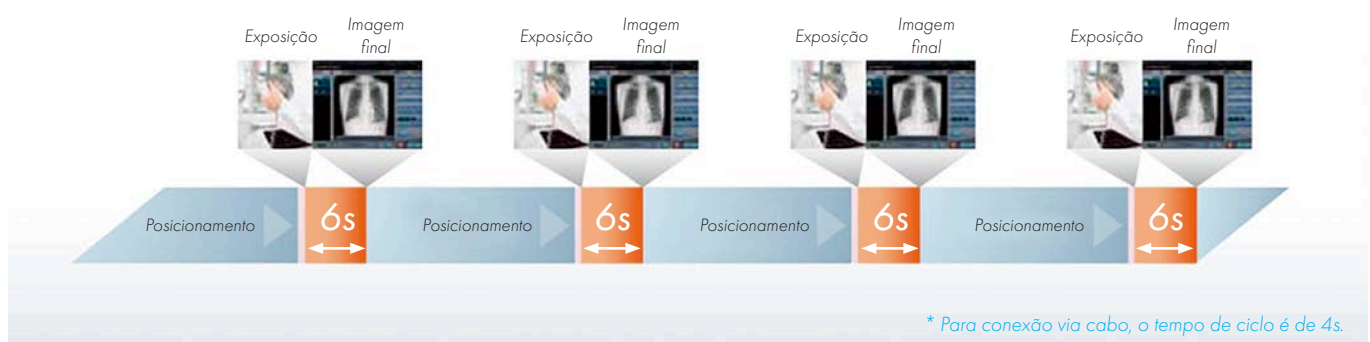 Exposição
Imagem
final
Exposição
Imagem
final
Exposição
Imagem
final
Exposição
Imagem
final
Posicionamento
6s
Posicionamento
6s
Posicionamento
6s
Posicionamento
6s
* Para conexão via cabo, o tempo de ciclo é de 4s.